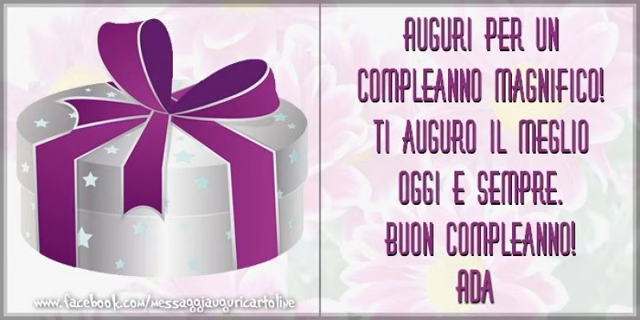 AUGURI PER UN
COMPLEANNO MAGNIFICO!
TI AUGURO IL MEGLIO
OGGI E SEMPRE.
BUON COMPLEANNO!
ADA
www.facebook.com/messaggiauguricartoline